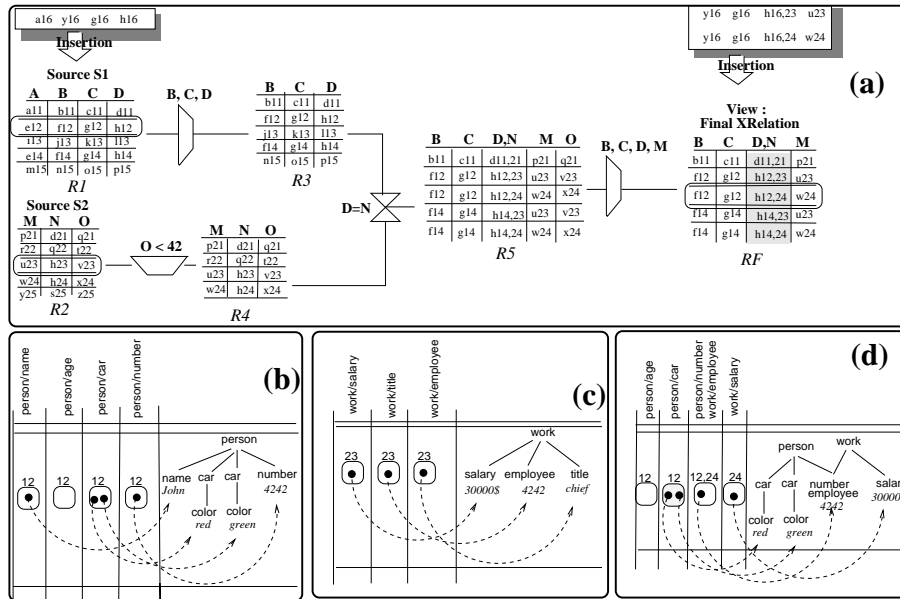 a16 y16 g16 h16
Insertion
Source S1
A B C D
a11 b11 c11 d11
e12 f12 g12 h12
i13 j13 k13 l13
e14 f14 g14 h14
m15 n15 o15 p15
R1
B, C, D
B C D
b11 c11 d11
f12 g12 h12
j13 k13 l13
f14 g14 h14
n15 o15 p15
R3
Source S2
M N O
p21 d21 q21
r22 q22 t22
u23 h23 v23
w24 h24 x24
y25 s25 z25
R2
O < 42
M N O
p21 d21 q21
r22 q22 t22
u23 h23 v23
w24 h24 x24
R4
D=N
B C D,N M O
b11 c11 d11,21 p21 q21
f12 g12 h12,23 u23 v23
f12 g12 h12,24 w24 x24
f14 g14 h14,23 u23 v23
f14 g14 h14,24 w24 x24
R5
B, C, D, M
y16 g16 h16,23 u23
y16 g16 h16,24 w24
Insertion
(a)
View :
Final XRelation
B C D,N M
b11 c11 d11,21 p21
f12 g12 h12,23 u23
f12 g12 h12,24 w24
f14 g14 h14,23 u23
f14 g14 h14,24 w24
RF
(b)
person/name
person/age
person/car
person/number
person
12 12 12 12
name car car number
John 4242
color color
red green
(c)
work/salary
work/title
work/employee
work
23 23 23
salary employee title
30000$ 4242 chief
(d)
person/age
person/car
person/number
work/employee
work/salary
person work
12 12 12,24 24
car car number salar
employee 30000
4242
color color
red green